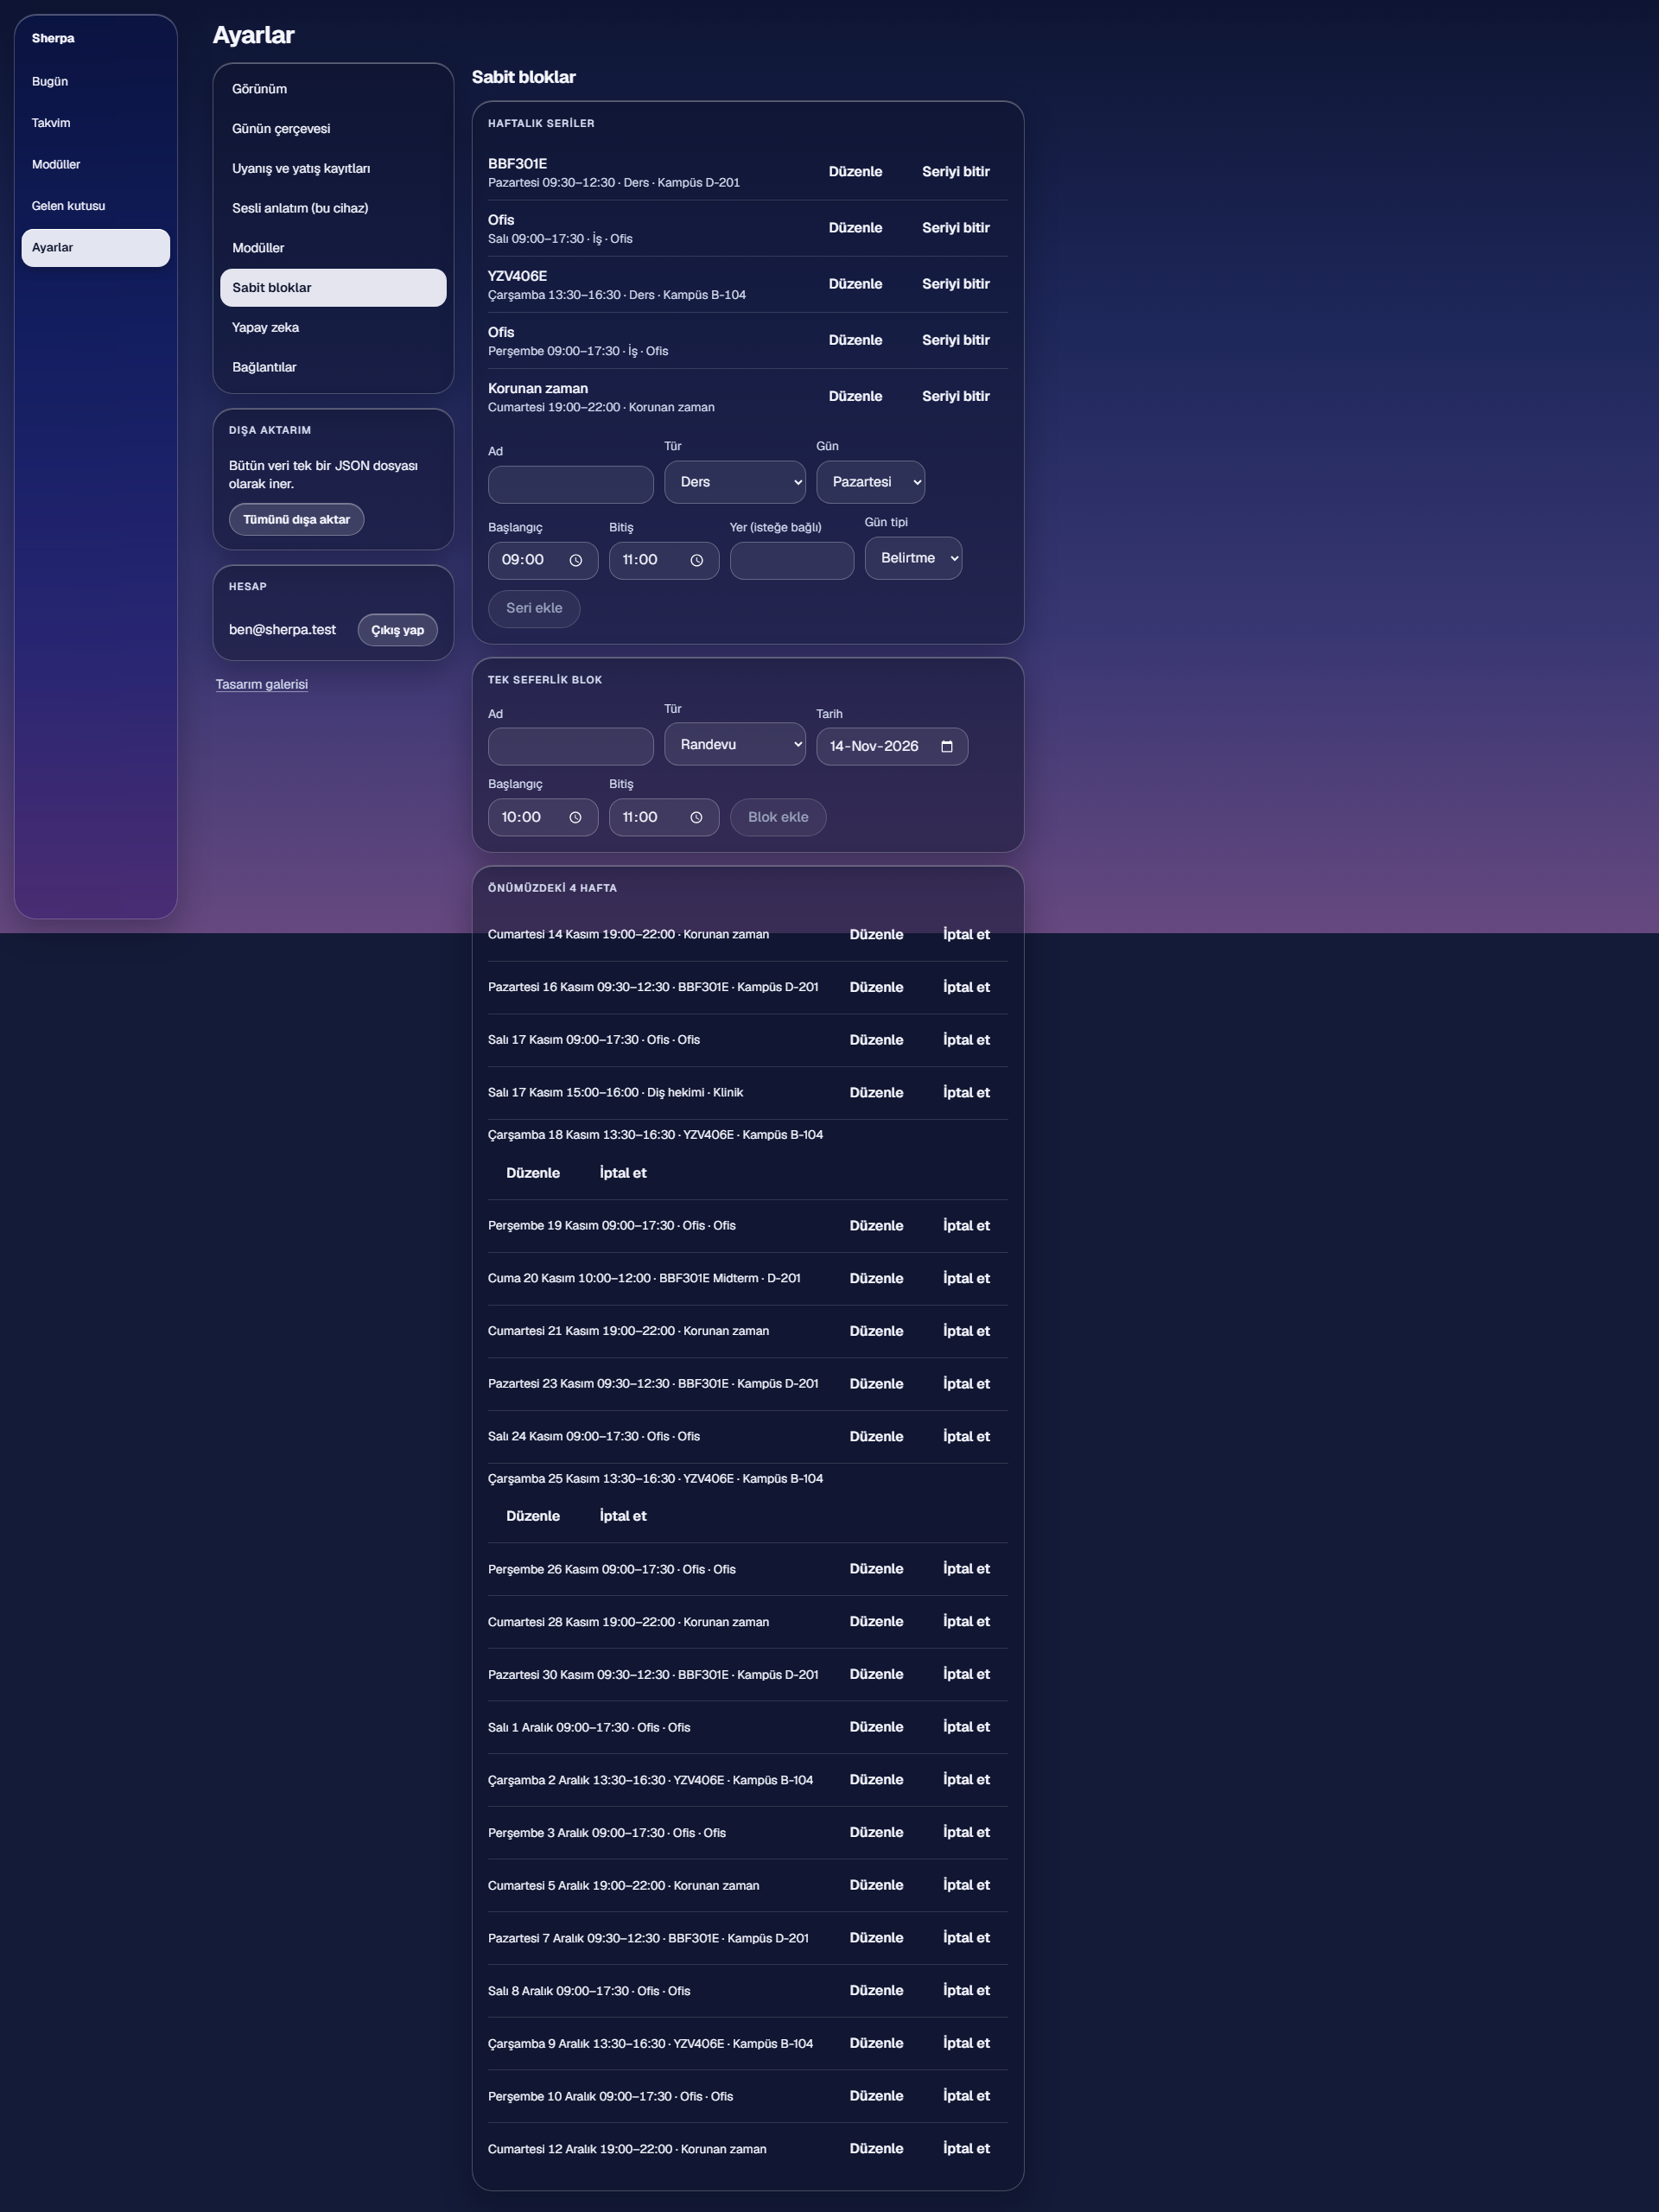 Sherpa
Bugün
Takvim
Modüller
Gelen kutusu
Ayarlar
Ayarlar
Görünüm
Günün çerçevesi
Uyanış ve yatış kayıtları
Sesli anlatım (bu cihaz)
Modüller
Sabit bloklar
Yapay zeka
Bağlantılar
DIŞA AKTARIM
Bütün veri tek bir JSON dosyası
olarak iner.
Tümünü dışa aktar
HESAP
ben@sherpa.test Çıkış yap
Tasarım galerisi
Sabit bloklar
HAFTALIK SERİLER
BBF301E
Pazartesi 09:30–12:30 · Ders · Kampüs D-201
Düzenle Seriyi bitir
Ofis
Salı 09:00–17:30 · İş · Ofis
Düzenle Seriyi bitir
YZV406E
Çarşamba 13:30–16:30 · Ders · Kampüs B-104
Düzenle Seriyi bitir
Ofis
Perşembe 09:00–17:30 · İş · Ofis
Düzenle Seriyi bitir
Korunan zaman
Cumartesi 19:00–22:00 · Korunan zaman
Düzenle Seriyi bitir
Ad Tür Gün
Ders Pazartesi
Başlangıç Bitiş Yer (isteğe bağlı) Gün tipi
09:00 11:00 Belirtme
Seri ekle
TEK SEFERLİK BLOK
Ad Tür Tarih
Randevu 14-Nov-2026
Başlangıç Bitiş
10:00 11:00 Blok ekle
ÖNÜMÜZDEKİ 4 HAFTA
Cumartesi 14 Kasım 19:00–22:00 · Korunan zaman Düzenle İptal et
Pazartesi 16 Kasım 09:30–12:30 · BBF301E · Kampüs D-201 Düzenle İptal et
Salı 17 Kasım 09:00–17:30 · Ofis · Ofis Düzenle İptal et
Salı 17 Kasım 15:00–16:00 · Diş hekimi · Klinik Düzenle İptal et
Çarşamba 18 Kasım 13:30–16:30 · YZV406E · Kampüs B-104
Düzenle İptal et
Perşembe 19 Kasım 09:00–17:30 · Ofis · Ofis Düzenle İptal et
Cuma 20 Kasım 10:00–12:00 · BBF301E Midterm · D-201 Düzenle İptal et
Cumartesi 21 Kasım 19:00–22:00 · Korunan zaman Düzenle İptal et
Pazartesi 23 Kasım 09:30–12:30 · BBF301E · Kampüs D-201 Düzenle İptal et
Salı 24 Kasım 09:00–17:30 · Ofis · Ofis Düzenle İptal et
Çarşamba 25 Kasım 13:30–16:30 · YZV406E · Kampüs B-104
Düzenle İptal et
Perşembe 26 Kasım 09:00–17:30 · Ofis · Ofis Düzenle İptal et
Cumartesi 28 Kasım 19:00–22:00 · Korunan zaman Düzenle İptal et
Pazartesi 30 Kasım 09:30–12:30 · BBF301E · Kampüs D-201 Düzenle İptal et
Salı 1 Aralık 09:00–17:30 · Ofis · Ofis Düzenle İptal et
Çarşamba 2 Aralık 13:30–16:30 · YZV406E · Kampüs B-104 Düzenle İptal et
Perşembe 3 Aralık 09:00–17:30 · Ofis · Ofis Düzenle İptal et
Cumartesi 5 Aralık 19:00–22:00 · Korunan zaman Düzenle İptal et
Pazartesi 7 Aralık 09:30–12:30 · BBF301E · Kampüs D-201 Düzenle İptal et
Salı 8 Aralık 09:00–17:30 · Ofis · Ofis Düzenle İptal et
Çarşamba 9 Aralık 13:30–16:30 · YZV406E · Kampüs B-104 Düzenle İptal et
Perşembe 10 Aralık 09:00–17:30 · Ofis · Ofis Düzenle İptal et
Cumartesi 12 Aralık 19:00–22:00 · Korunan zaman Düzenle İptal et